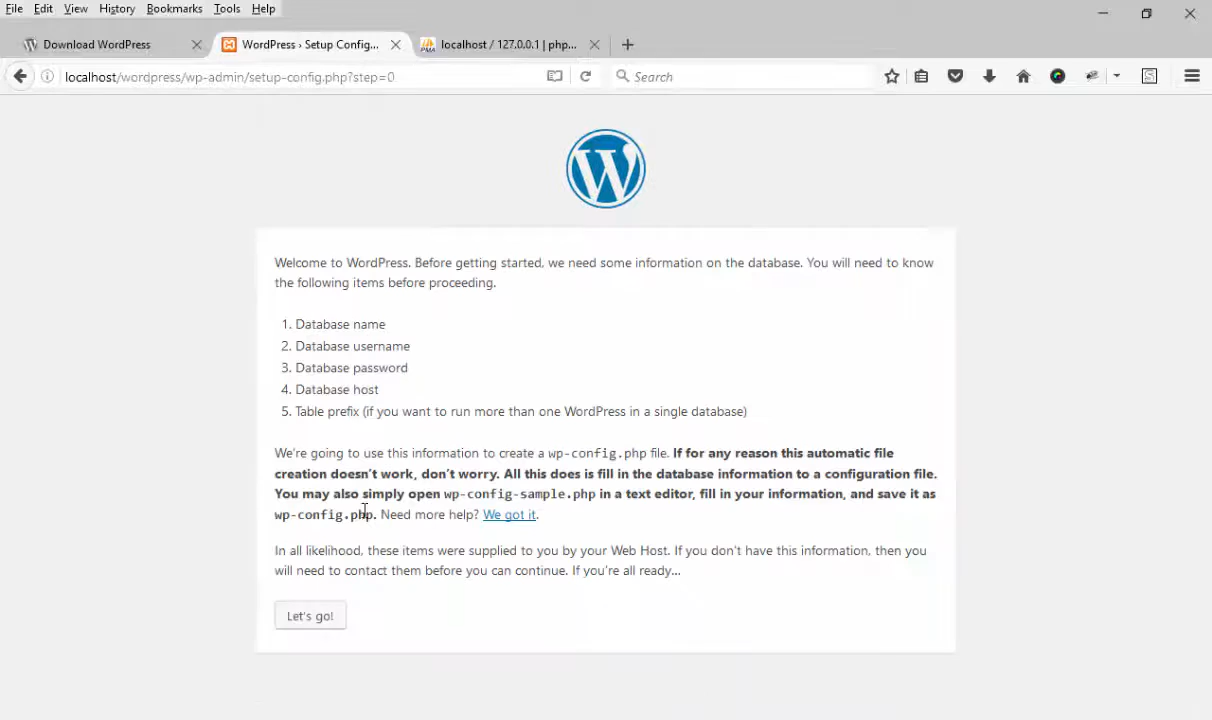 File Edit View History Bookmarks Tools Help
Download WordPress
WordPress › Setup Config...
localhost / 127.0.0.1 | php...
localhost/wordpress/wp-admin/setup-config.php?step=0
Search
Welcome to WordPress. Before getting started, we need some information on the database. You will need to know
the following items before proceeding.
1. Database name
2. Database username
3. Database password
4. Database host
5. Table prefix (if you want to run more than one WordPress in a single database)
We're going to use this information to create a wp-config.php file. If for any reason this automatic file
creation doesn't work, don't worry. All this does is fill in the database information to a configuration file.
You may also simply open wp-config-sample.php in a text editor, fill in your information, and save it as
wp-config.php. Need more help? We got it.
In all likelihood, these items were supplied to you by your Web Host. If you don't have this information, then you
will need to contact them before you can continue. If you're all ready...
Let's go!